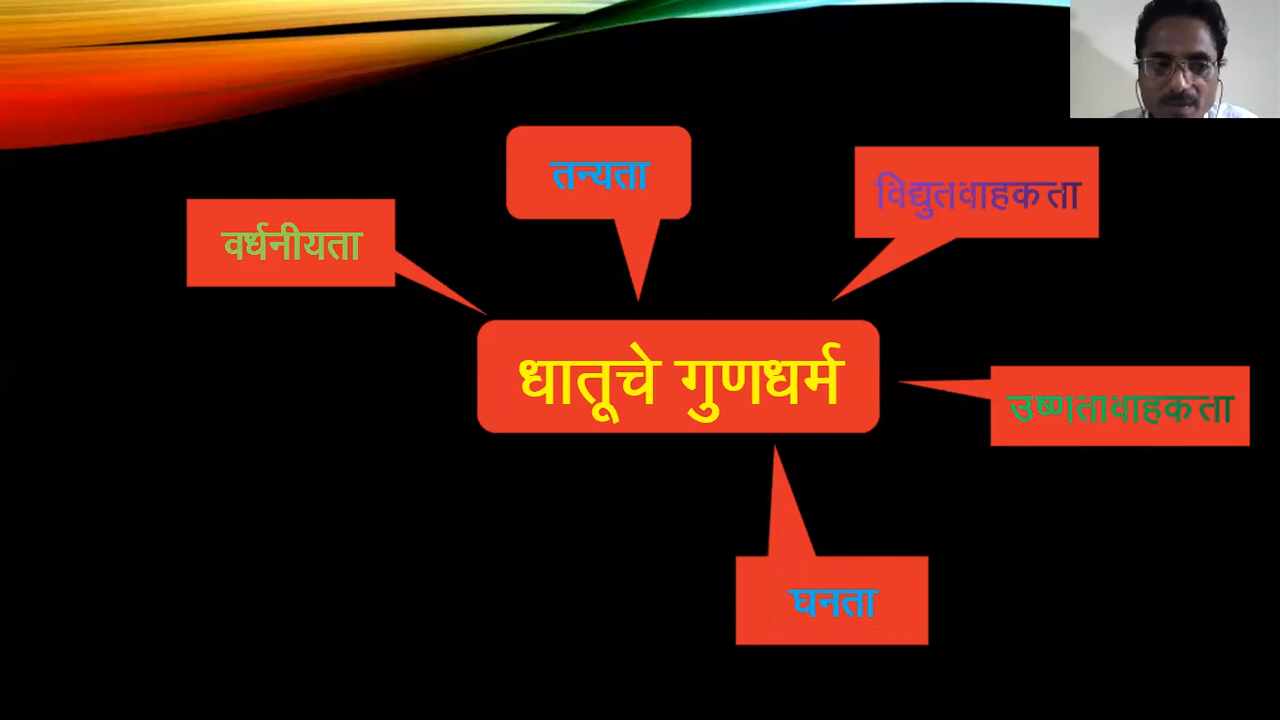 तन्यता
विद्युतवाहकता
वर्धनीयता
धातूचे गुणधर्म
उष्णतावाहकता
घनता